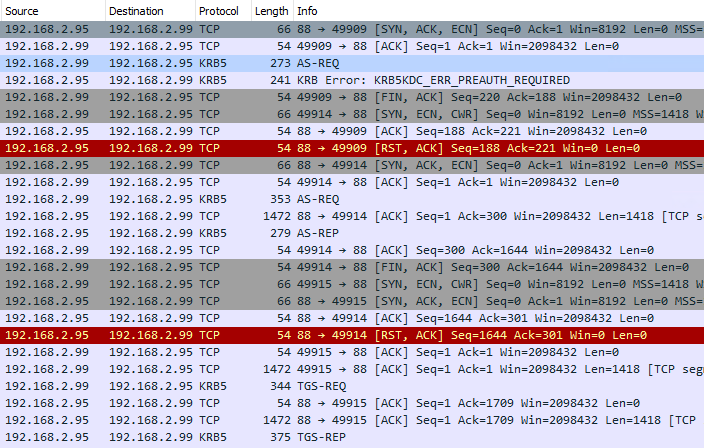 Source Destination Protocol Length Info
192.168.2.95 192.168.2.99 TCP 66 88 → 49909 [SYN, ACK, ECN] Seq=0 Ack=1 Win=8192 Len=0 MSS=
192.168.2.99 192.168.2.95 TCP 54 49909 → 88 [ACK] Seq=1 Ack=1 Win=2098432 Len=0
192.168.2.99 192.168.2.95 KRB5 273 AS-REQ
192.168.2.95 192.168.2.99 KRB5 241 KRB Error: KRB5KDC_ERR_PREAUTH_REQUIRED
192.168.2.99 192.168.2.95 TCP 54 49909 → 88 [FIN, ACK] Seq=220 Ack=188 Win=2098432 Len=0
192.168.2.99 192.168.2.95 TCP 66 49914 → 88 [SYN, ECN, CWR] Seq=0 Win=8192 Len=0 MSS=1418 W
192.168.2.95 192.168.2.99 TCP 54 88 → 49909 [ACK] Seq=188 Ack=221 Win=2098432 Len=0
192.168.2.95 192.168.2.99 TCP 54 88 → 49909 [RST, ACK] Seq=188 Ack=221 Win=0 Len=0
192.168.2.95 192.168.2.99 TCP 66 88 → 49914 [SYN, ACK, ECN] Seq=0 Ack=1 Win=8192 Len=0 MSS=
192.168.2.99 192.168.2.95 TCP 54 49914 → 88 [ACK] Seq=1 Ack=1 Win=2098432 Len=0
192.168.2.99 192.168.2.95 KRB5 353 AS-REQ
192.168.2.95 192.168.2.99 TCP 1472 88 → 49914 [ACK] Seq=1 Ack=300 Win=2098432 Len=1418 [TCP se
192.168.2.95 192.168.2.99 KRB5 279 AS-REP
192.168.2.99 192.168.2.95 TCP 54 49914 → 88 [ACK] Seq=300 Ack=1644 Win=2098432 Len=0
192.168.2.99 192.168.2.95 TCP 54 49914 → 88 [FIN, ACK] Seq=300 Ack=1644 Win=2098432 Len=0
192.168.2.99 192.168.2.95 TCP 66 49915 → 88 [SYN, ECN, CWR] Seq=0 Win=8192 Len=0 MSS=1418 W
192.168.2.95 192.168.2.99 TCP 66 88 → 49915 [SYN, ACK, ECN] Seq=0 Ack=1 Win=8192 Len=0 MSS=
192.168.2.95 192.168.2.99 TCP 54 88 → 49914 [ACK] Seq=1644 Ack=301 Win=2098432 Len=0
192.168.2.95 192.168.2.99 TCP 54 88 → 49914 [RST, ACK] Seq=1644 Ack=301 Win=0 Len=0
192.168.2.99 192.168.2.95 TCP 54 49915 → 88 [ACK] Seq=1 Ack=1 Win=2098432 Len=0
192.168.2.99 192.168.2.95 TCP 1472 49915 → 88 [ACK] Seq=1 Ack=1 Win=2098432 Len=1418 [TCP seg
192.168.2.99 192.168.2.95 KRB5 344 TGS-REQ
192.168.2.95 192.168.2.99 TCP 54 88 → 49915 [ACK] Seq=1 Ack=1709 Win=2098432 Len=0
192.168.2.95 192.168.2.99 TCP 1472 88 → 49915 [ACK] Seq=1 Ack=1709 Win=2098432 Len=1418 [TCP s
192.168.2.95 192.168.2.99 KRB5 375 TGS-REP